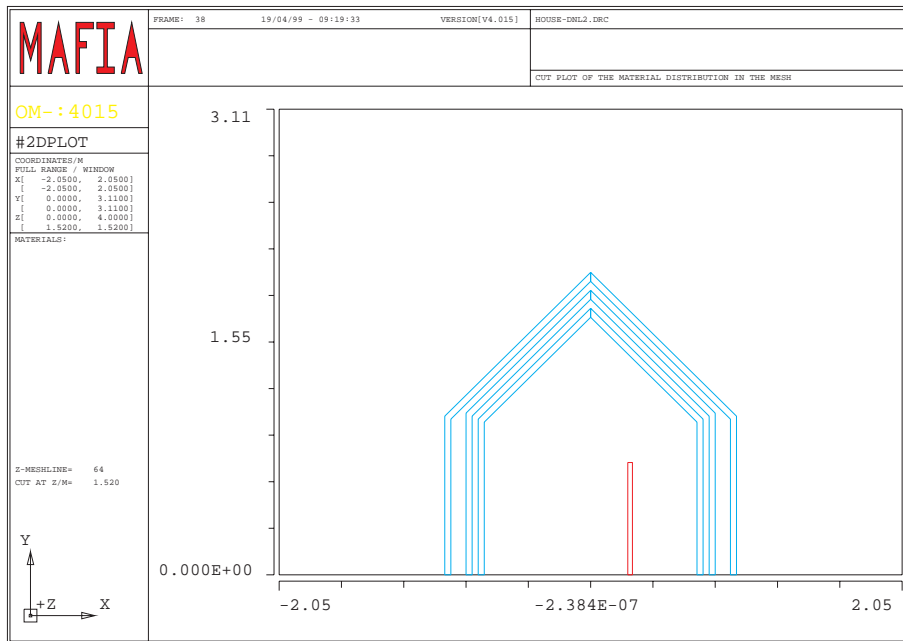 MAFIA
FRAME: 38 19/04/99 - 09:19:33 VERSION[V4.015] HOUSE-DNL2.DRC
CUT PLOT OF THE MATERIAL DISTRIBUTION IN THE MESH
OM-:4015
#2DPLOT
COORDINATES/M
FULL RANGE / WINDOW
X[ -2.0500, 2.0500]
[ -2.0500, 2.0500]
Y[ 0.0000, 3.1100]
[ 0.0000, 3.1100]
Z[ 0.0000, 4.0000]
[ 1.5200, 1.5200]
MATERIALS:
Z-MESHLINE= 64
CUT AT Z/M= 1.520
Y
+Z X
3.11
1.55
0.000E+00
-2.05 -2.384E-07 2.05